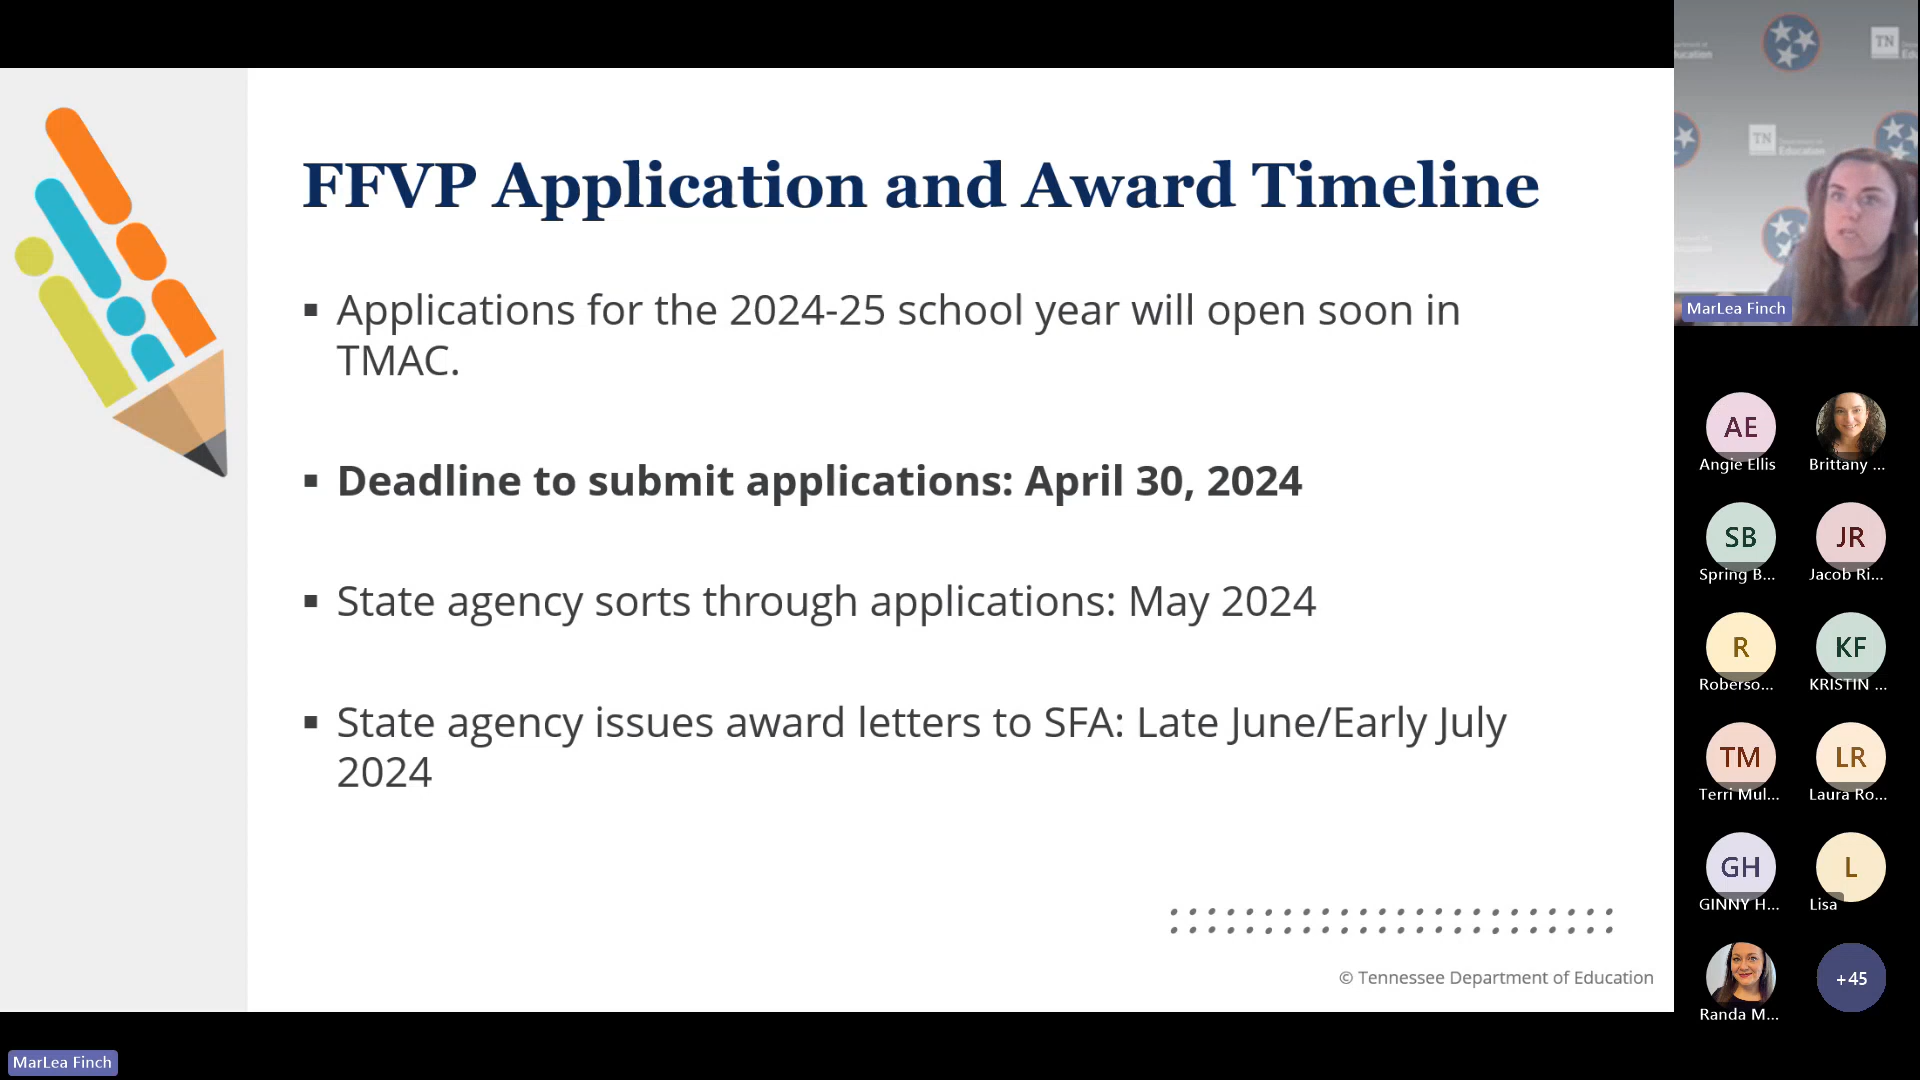 FFVP Application and Award Timeline
▪ Applications for the 2024-25 school year will open soon in
TMAC.
▪ Deadline to submit applications: April 30, 2024
▪ State agency sorts through applications: May 2024
▪ State agency issues award letters to SFA: Late June/Early July
2024
© Tennessee Department of Education
MarLea Finch
TN
TN
Education
MarLea Finch
AE
Angie Ellis
Brittany ...
SB
Spring B...
JR
Jacob Ri...
R
Roberso...
KF
KRISTIN ...
TM
Terri Mul...
LR
Laura Ro...
GH
GINNY H...
L
Lisa
Randa M...
+45